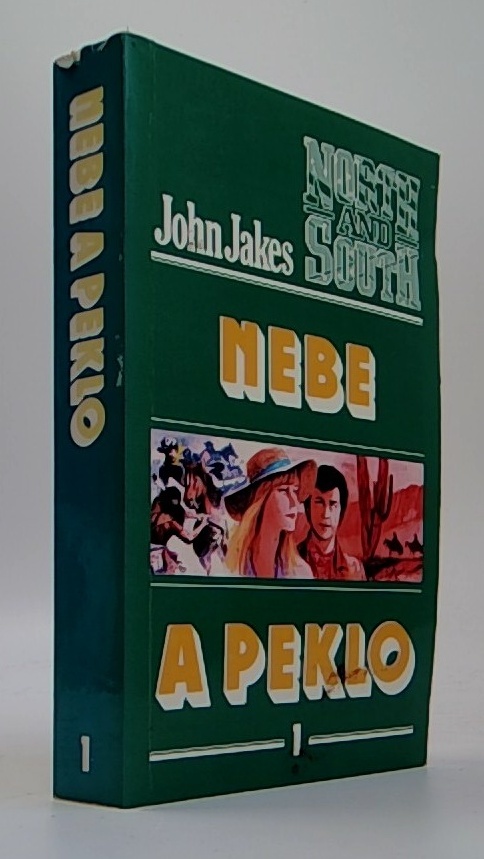 NEBE A PEKLO
1
John Jakes
NORTH
AND
SOUTH
NEBE
A PEKLO
1